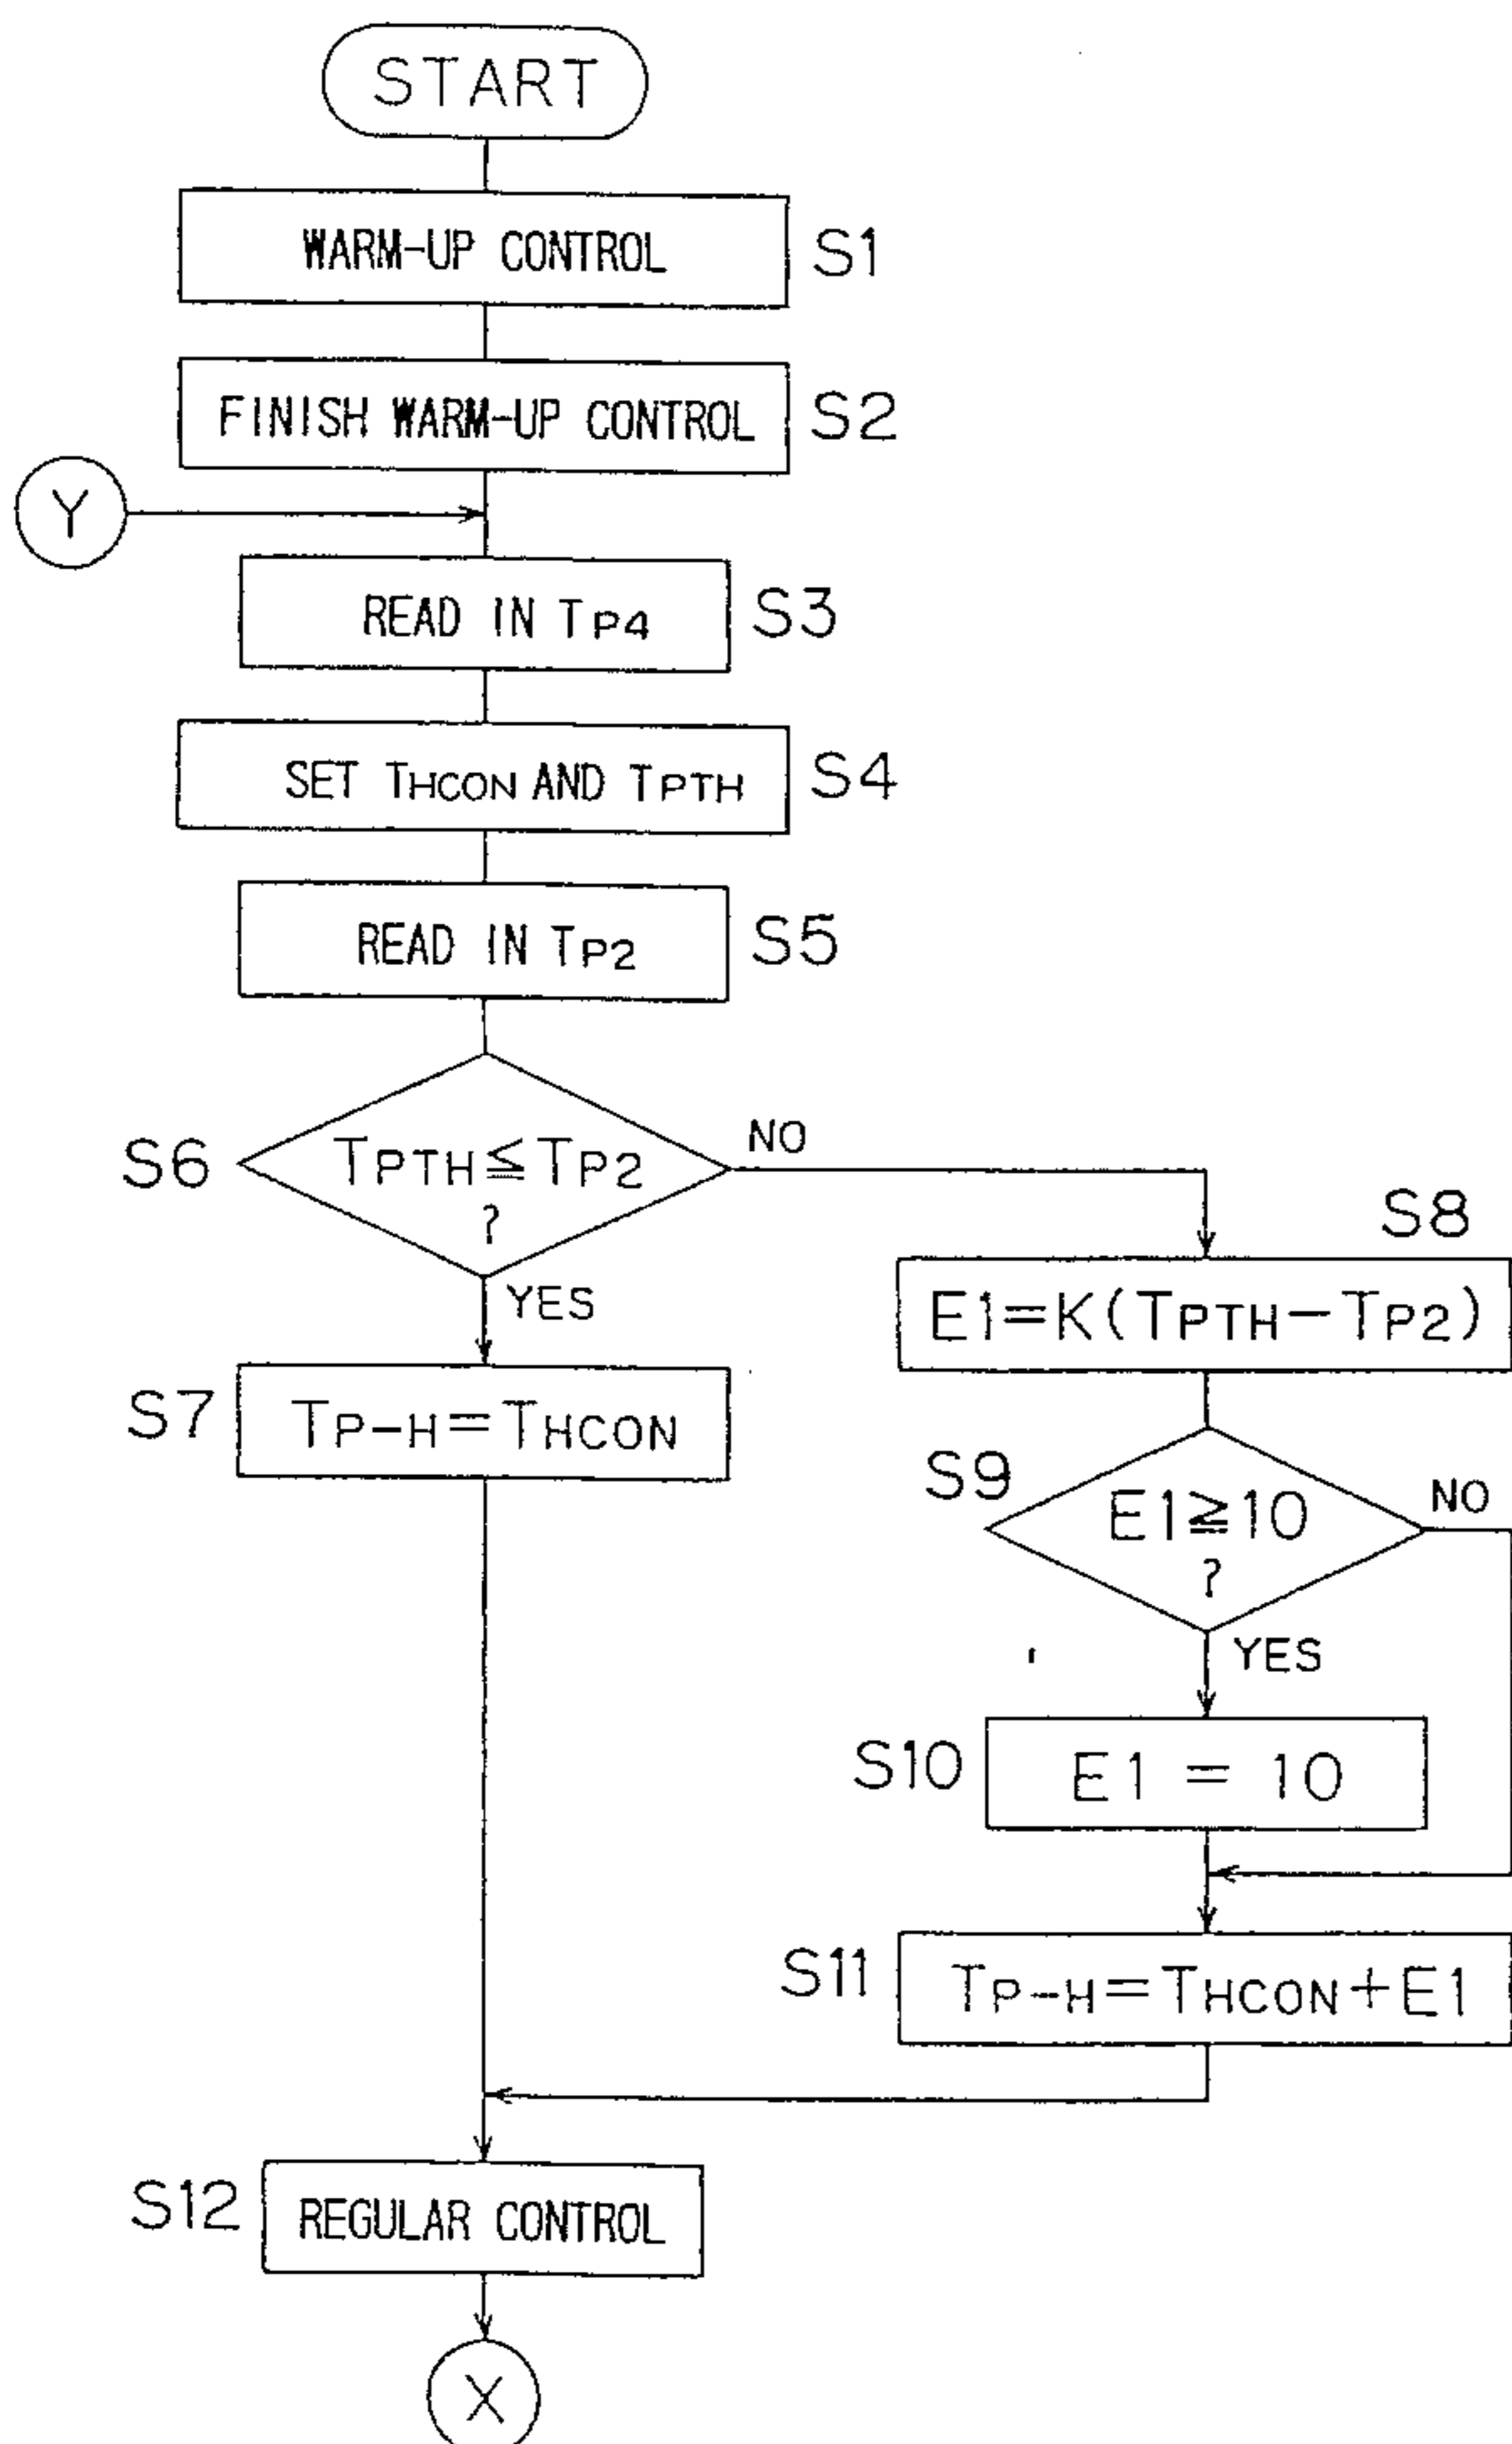 START
WARM-UP CONTROL S1
FINISH WARM-UP CONTROL S2
Y
READ IN TP4 S3
SET THCON AND TPTH S4
READ IN TP2 S5
S6 TPTH≦TP2
?
NO
YES
S7 TP-H=THCON
S8
E1=K(TPTH-TP2)
S9 E1≧10
?
NO
YES
S10 E1 = 10
S11 TP-H=THCON+E1
S12 REGULAR CONTROL
X